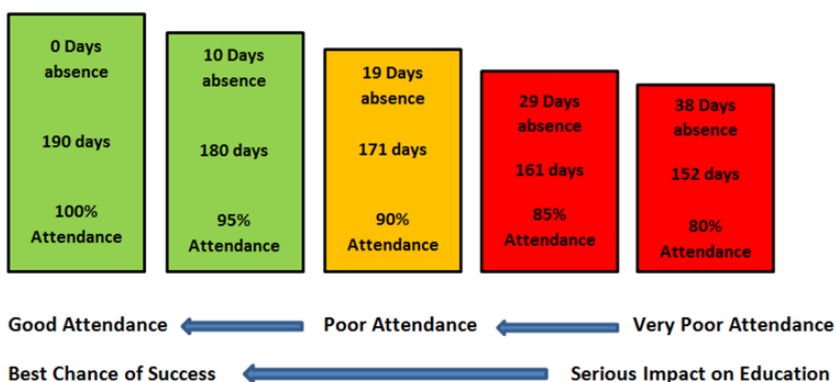 0 Days
absence
190 days
100%
Attendance
10 Days
absence
180 days
95%
Attendance
19 Days
absence
171 days
90%
Attendance
29 Days
absence
161 days
85%
Attendance
38 Days
absence
152 days
80%
Attendance
Good Attendance Poor Attendance Very Poor Attendance
Best Chance of Success Serious Impact on Education